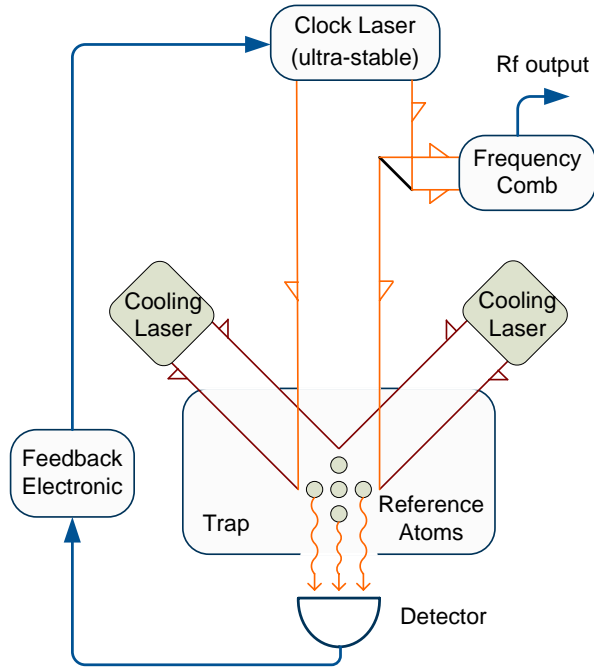 Clock Laser
(ultra-stable)
Rf output
Frequency
Comb
Cooling
Laser
Cooling
Laser
Feedback
Electronic
Trap
Reference
Atoms
Detector